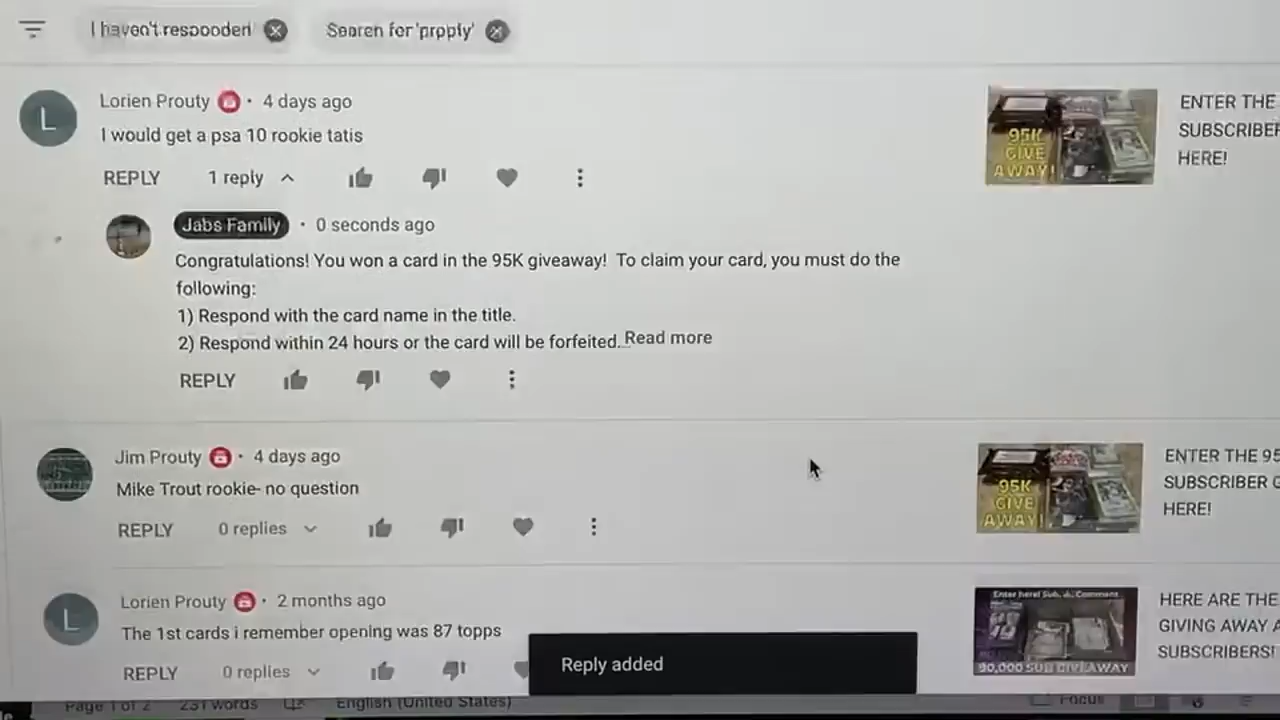 I haven't responded
Search for 'propty'
Lorien Prouty · 4 days ago
I would get a psa 10 rookie tatis
REPLY 1 reply
ENTER THE
SUBSCRIBER
HERE!
95K
GIVE
AWAY!
L
Jabs Family · 0 seconds ago
Congratulations! You won a card in the 95K giveaway! To claim your card, you must do the
following:
1) Respond with the card name in the title.
2) Respond within 24 hours or the card will be forfeited... Read more
REPLY
Jim Prouty · 4 days ago
Mike Trout rookie- no question
REPLY 0 replies
95K
GIVE
AWAY!
ENTER THE 95
SUBSCRIBER G
HERE!
L
Lorien Prouty · 2 months ago
The 1st cards i remember opening was 87 topps
REPLY 0 replies
Enter here! Sub. & Comment
90,000 SUB GIVEAWAY
HERE ARE THE
GIVING AWAY A
SUBSCRIBERS!
Reply added
Page 1 of 2 231 words English (United States)
Focus